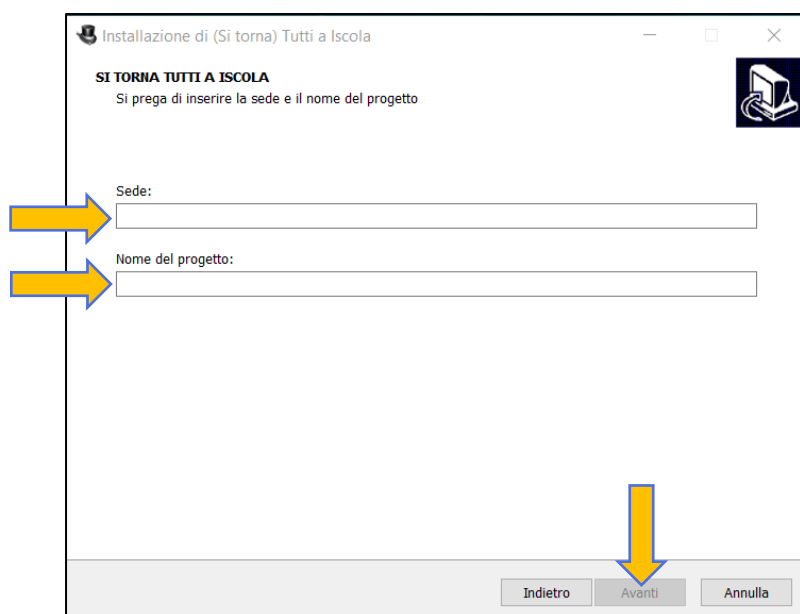 Installazione di (Si torna) Tutti a Iscola
SI TORNA TUTTI A ISCOLA
Si prega di inserire la sede e il nome del progetto
Sede:
Nome del progetto:
Indietro
Avanti
Annulla